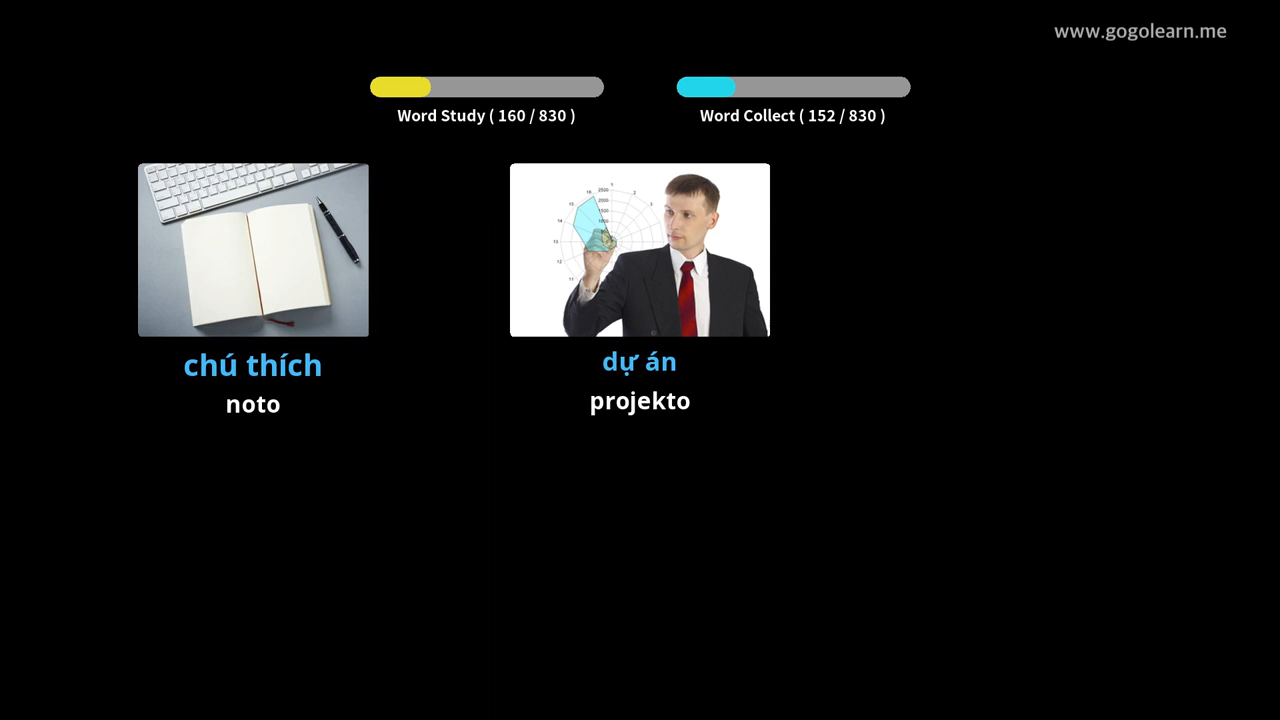 www.gogolearn.me
Word Study ( 160 / 830 )
Word Collect ( 152 / 830 )
chú thích
noto
dự án
projekto